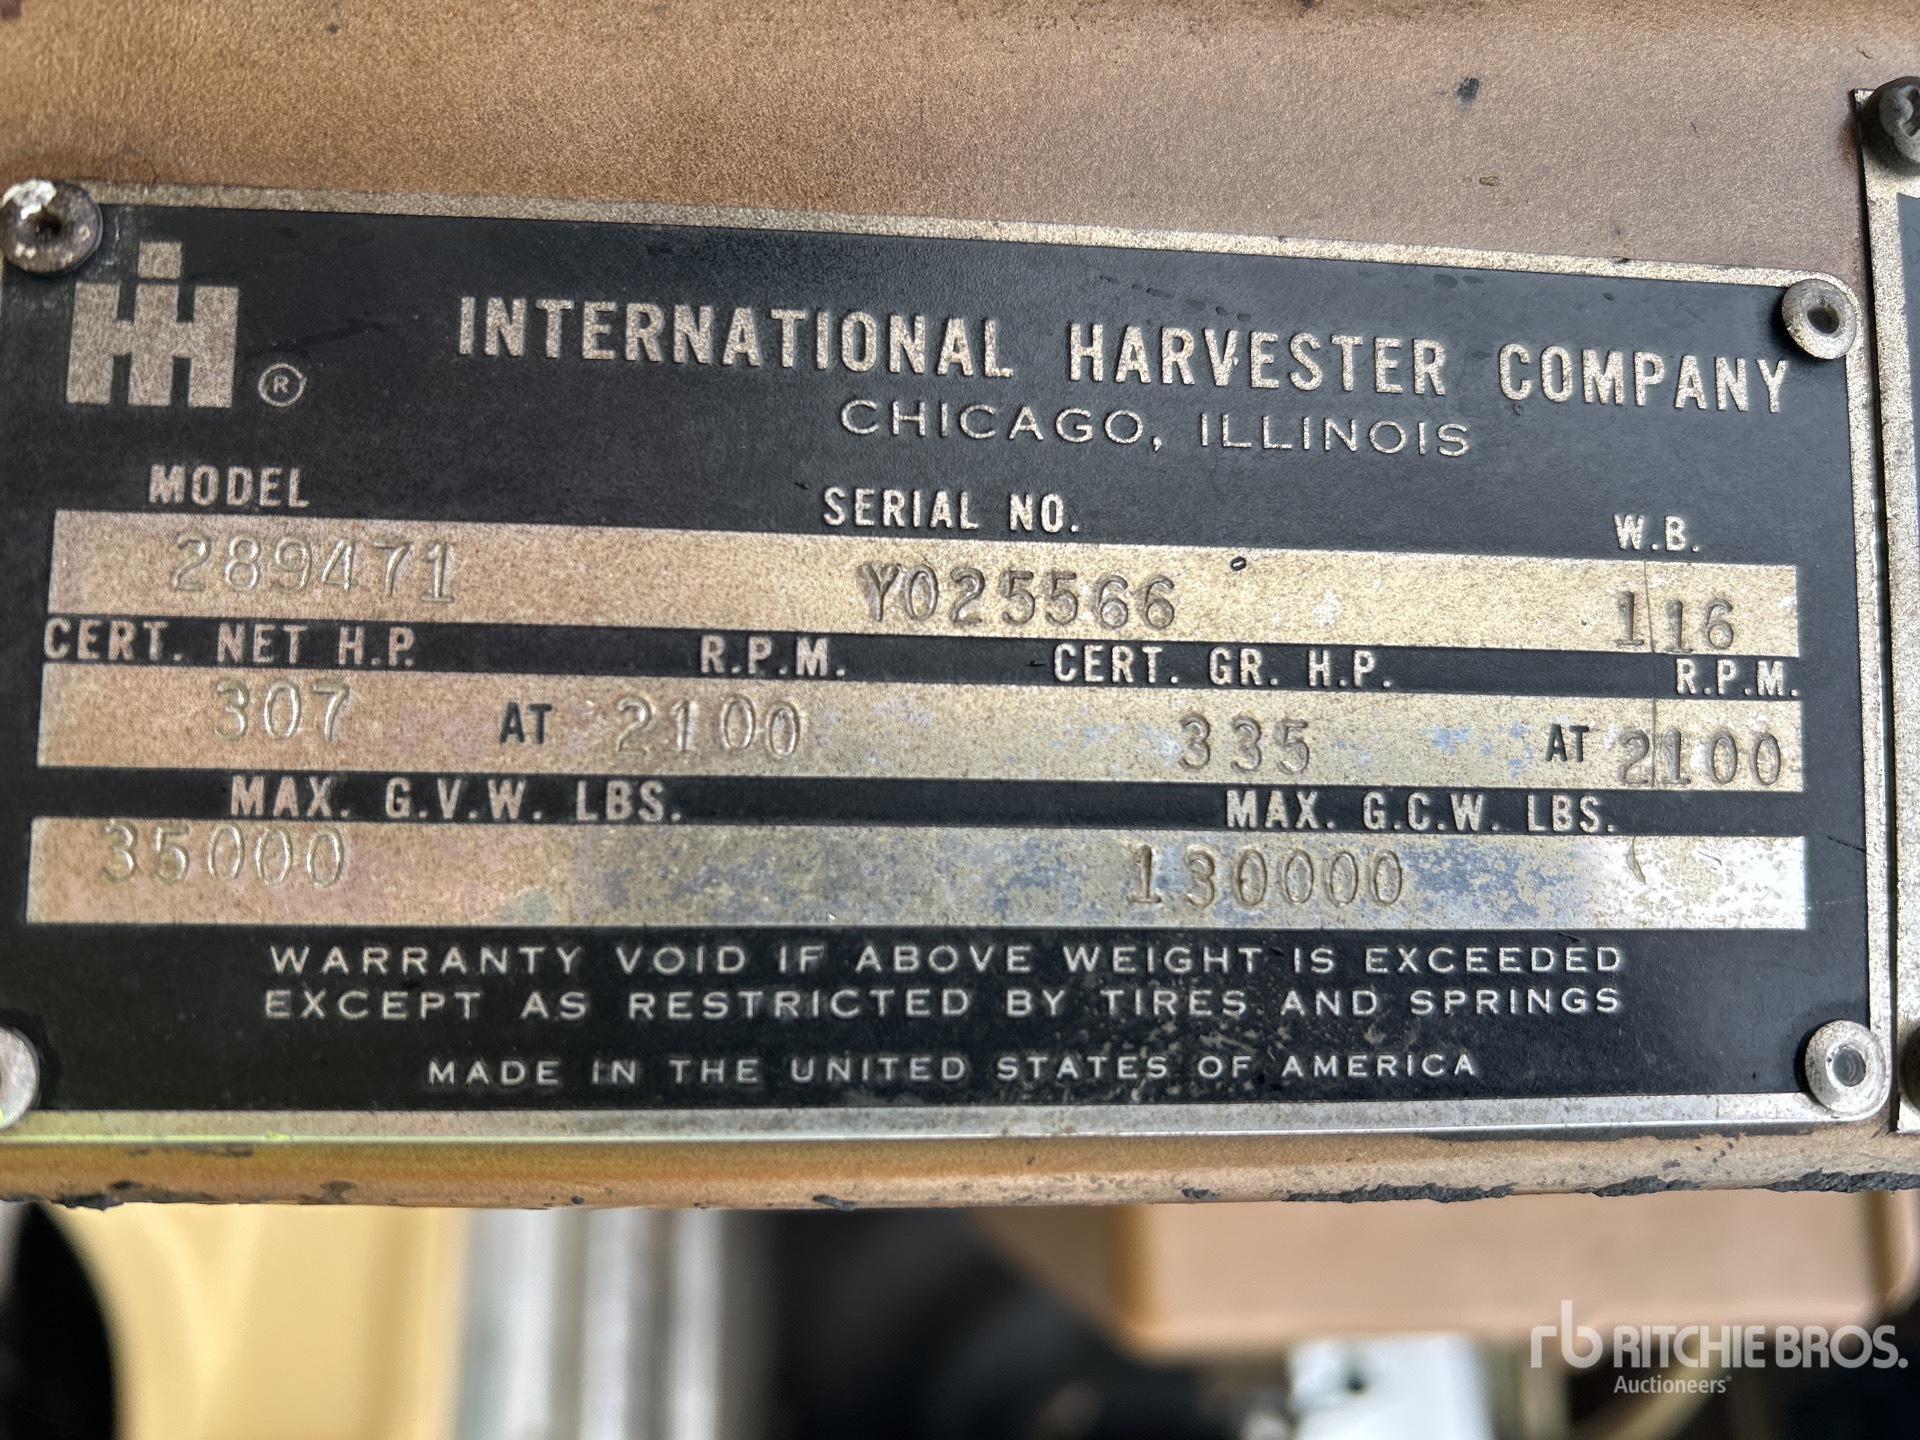 IH ®
INTERNATIONAL HARVESTER COMPANY
CHICAGO, ILLINOIS
MODEL SERIAL NO. W.B.
289471 Y025566 116
CERT. NET H.P. R.P.M. CERT. GR. H.P. R.P.M.
307 AT 2100 335 AT 2100
MAX. G.V.W. LBS. MAX. G.C.W. LBS.
35000 130000
WARRANTY VOID IF ABOVE WEIGHT IS EXCEEDED
EXCEPT AS RESTRICTED BY TIRES AND SPRINGS
MADE IN THE UNITED STATES OF AMERICA
rb RITCHIE BROS.
Auctioneers